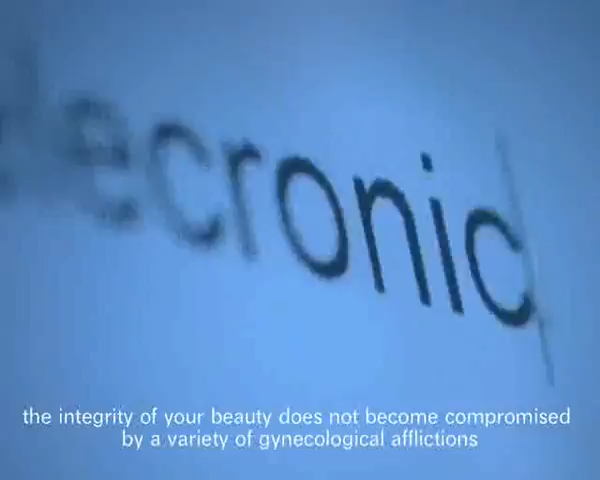 ecronic
the integrity of your beauty does not become compromised
by a variety of gynecological afflictions